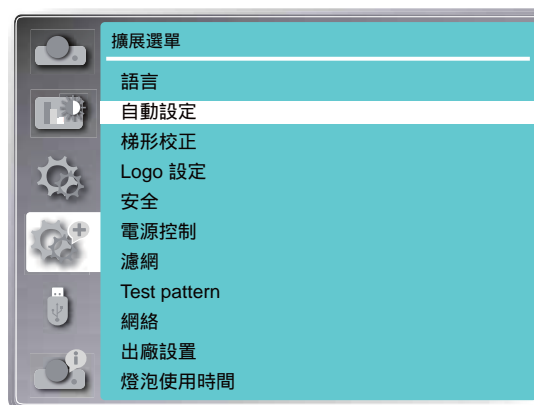 擴展選單
語言
自動設定
梯形校正
Logo 設定
安全
電源控制
濾網
Test pattern
網絡
出廠設置
燈泡使用時間